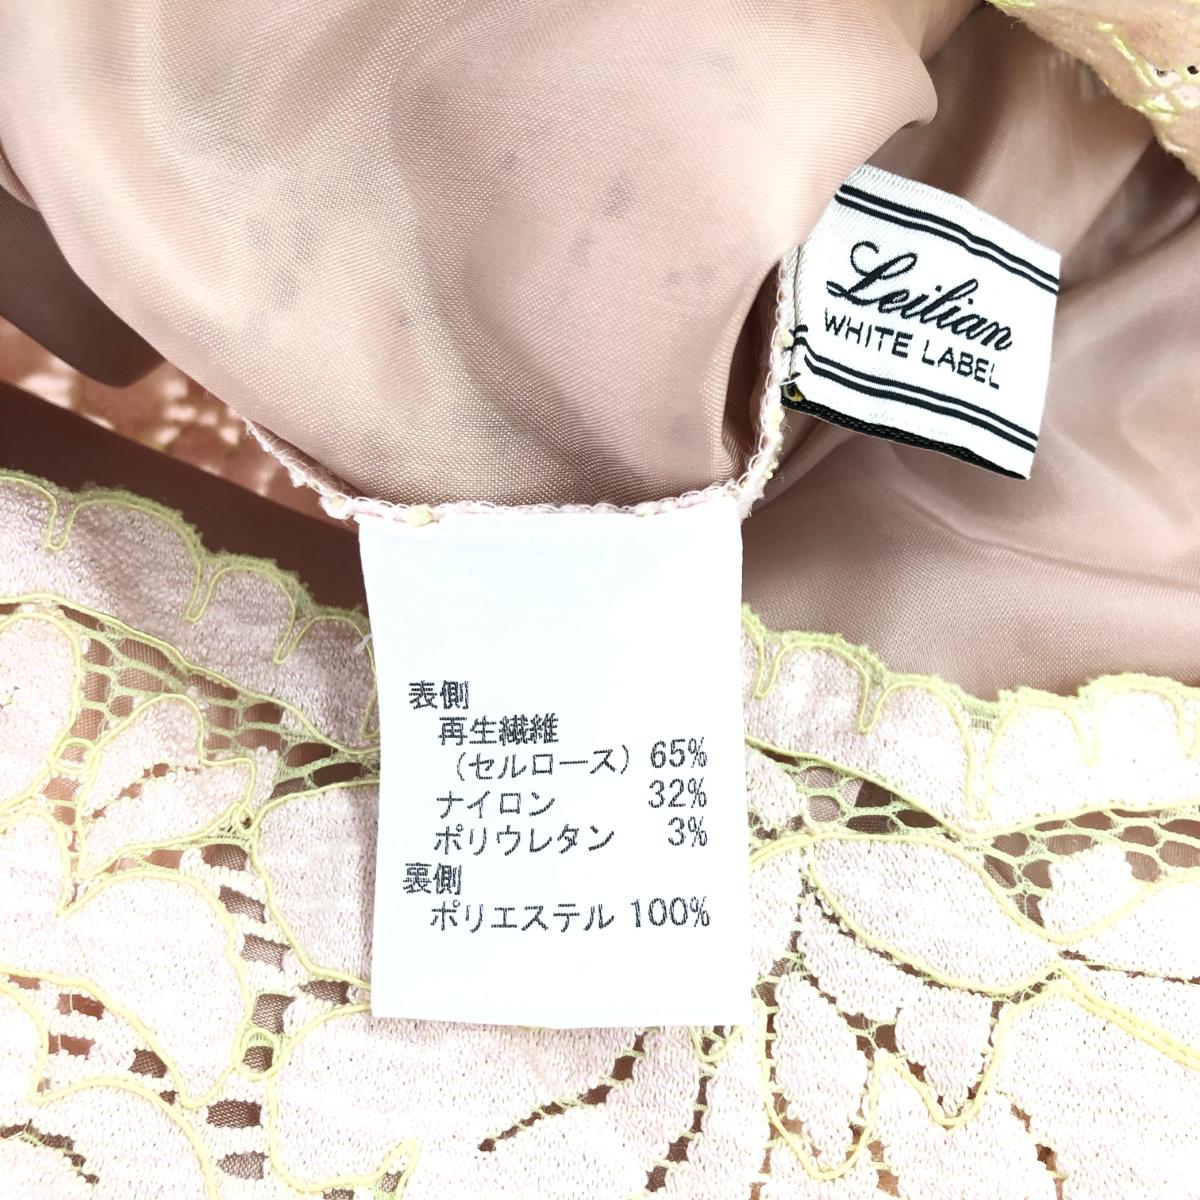 Leilian
WHITE LABEL
表側
再生繊維
（セルロース） 65%
ナイロン 32%
ポリウレタン 3%
裏側
ポリエステル 100%